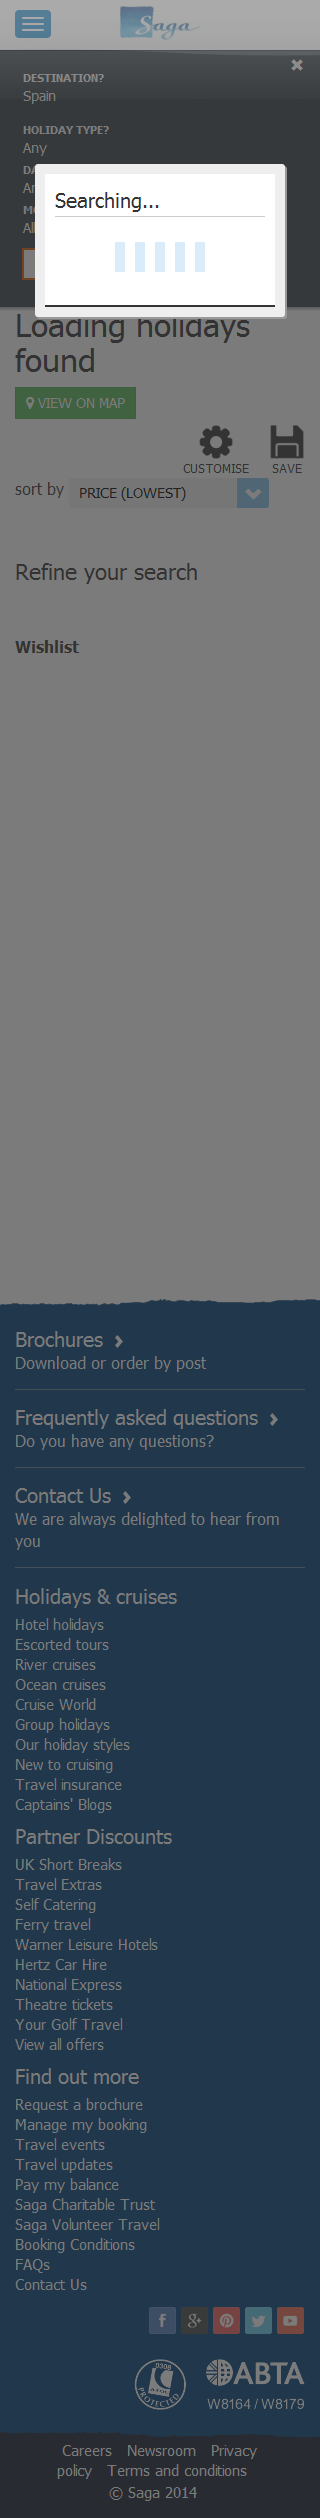 Saga
DESTINATION?
Spain
HOLIDAY TYPE?
Any
Searching...
Loading holidays
found
VIEW ON MAP
CUSTOMISE
SAVE
sort by
PRICE (LOWEST)
Refine your search
Wishlist
Brochures
Download or order by post
Frequently asked questions
Do you have any questions?
Contact Us
We are always delighted to hear from
you
Holidays & cruises
Hotel holidays
Escorted tours
River cruises
Ocean cruises
Cruise World
Group holidays
Our holiday styles
New to cruising
Travel insurance
Captains' Blogs
Partner Discounts
UK Short Breaks
Travel Extras
Self Catering
Ferry travel
Warner Leisure Hotels
Hertz Car Hire
National Express
Theatre tickets
Your Golf Travel
View all offers
Find out more
Request a brochure
Manage my booking
Travel events
Travel updates
Pay my balance
Saga Charitable Trust
Saga Volunteer Travel
Booking Conditions
FAQs
Contact Us
PROTECTED
ABTA
W8164 / W8179
Careers Newsroom Privacy
policy Terms and conditions
© Saga 2014